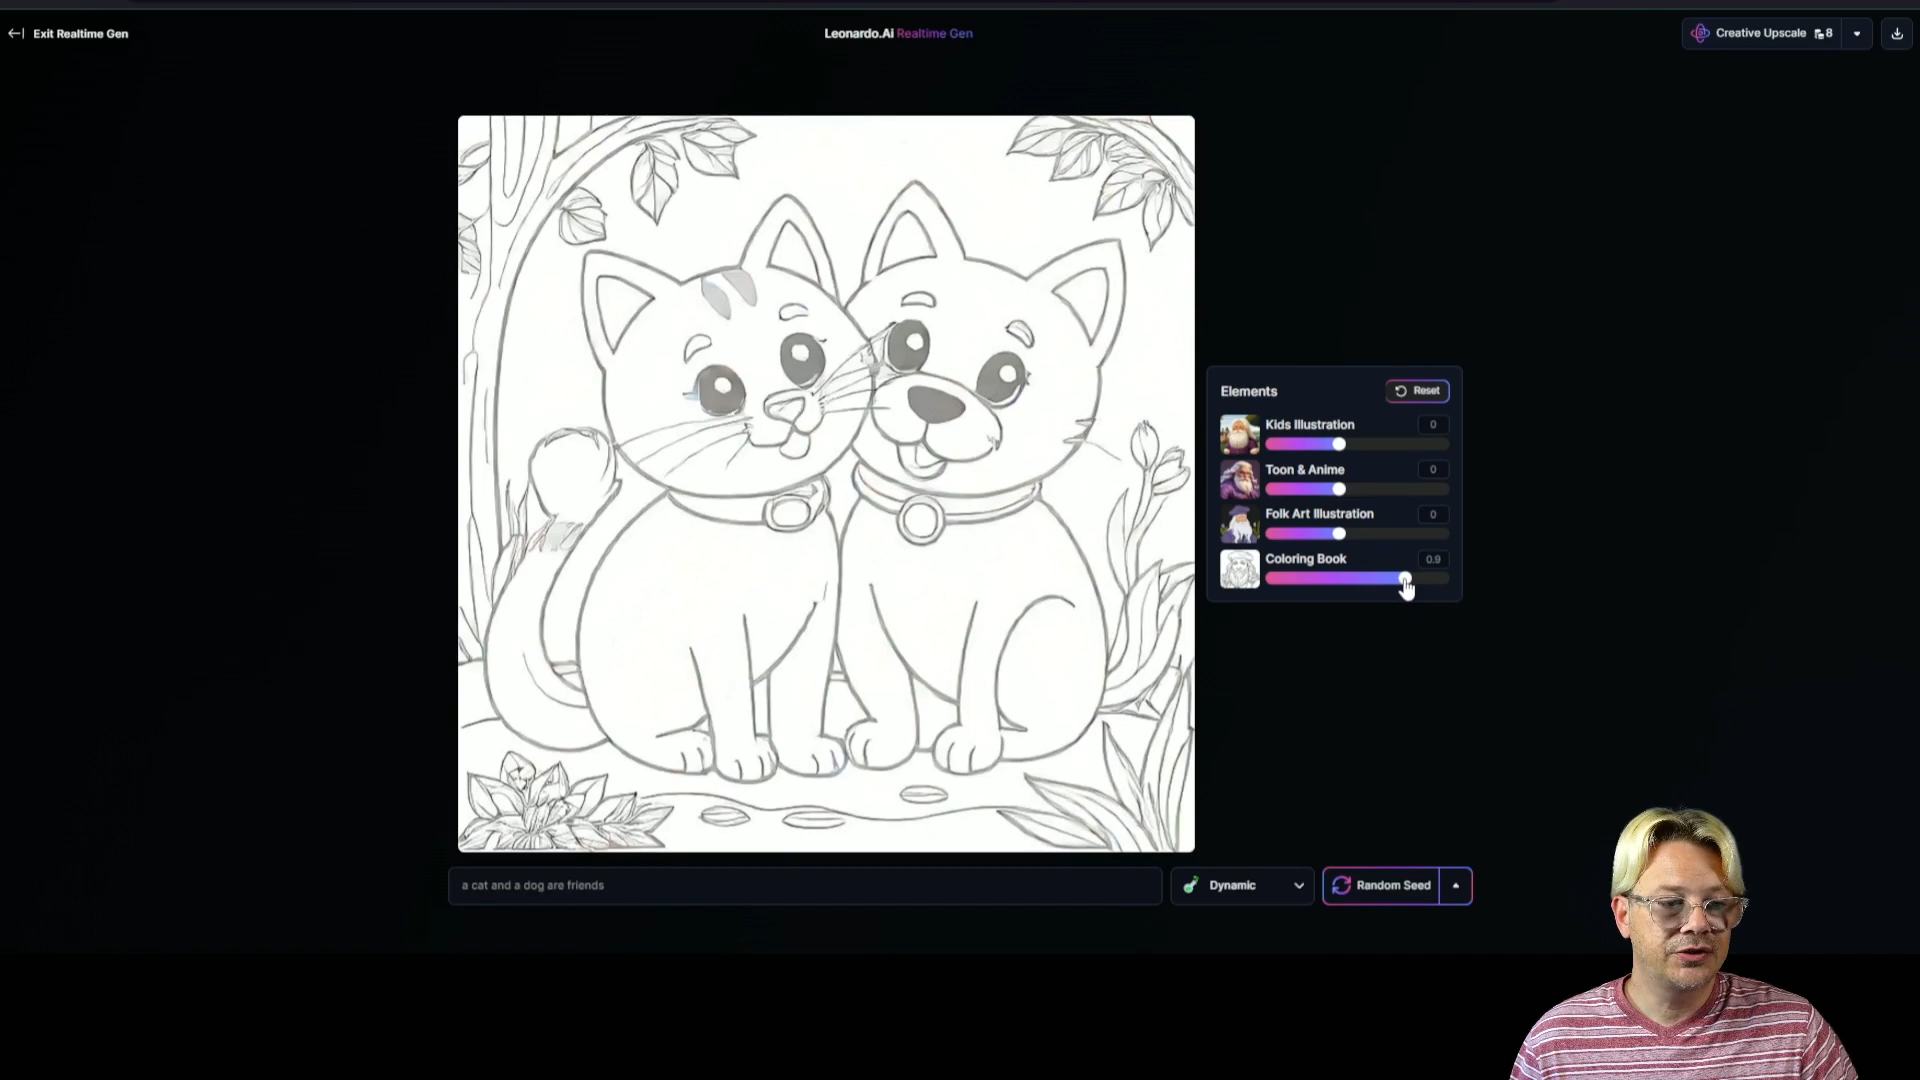 Exit Realtime Gen
Leonardo.Ai Realtime Gen
Creative Upscale 8
Elements
Reset
Kids Illustration 0
Toon & Anime 0
Folk Art Illustration 0
Coloring Book 0.9
a cat and a dog are friends
Dynamic
Random Seed